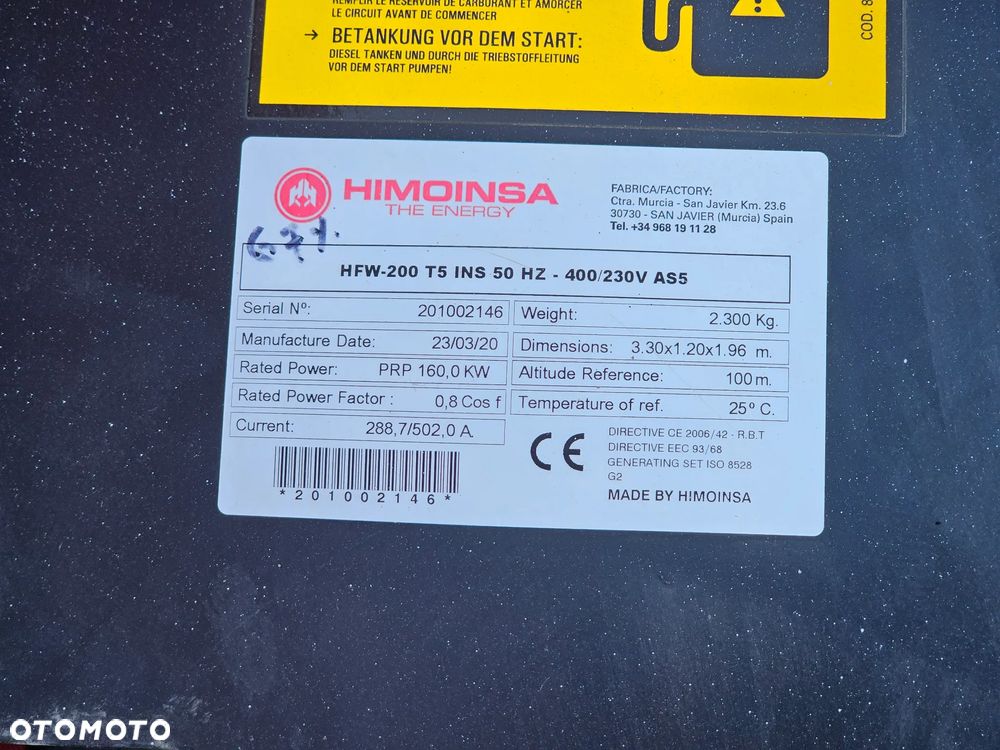 REMPLIR LE RESERVOIR DE CARBURANT ET AMORCER
LE CIRCUIT AVANT DE COMMENCER
→ BETANKUNG VOR DEM START:
DIESEL TANKEN UND DURCH DIE TRIEBSTOFFLEITUNG
VOR DEM START PUMPEN!
COD. 8
HIMOINSA
THE ENERGY
FABRICA/FACTORY:
Ctra. Murcia - San Javier Km. 23.6
30730 - SAN JAVIER (Murcia) Spain
Tel. +34 968 19 11 28
HFW-200 T5 INS 50 HZ - 400/230V AS5
Serial Nº: 201002146
Weight: 2.300 Kg.
Manufacture Date: 23/03/20
Dimensions: 3.30x1.20x1.96 m.
Rated Power: PRP 160,0 KW
Altitude Reference: 100 m.
Rated Power Factor : 0,8 Cos f
Temperature of ref. 25º C.
Current: 288,7/502,0 A.
*201002146*
CE
DIRECTIVE CE 2006/42 - R.B.T
DIRECTIVE EEC 93/68
GENERATING SET ISO 8528
G2
MADE BY HIMOINSA
OTOMOTO